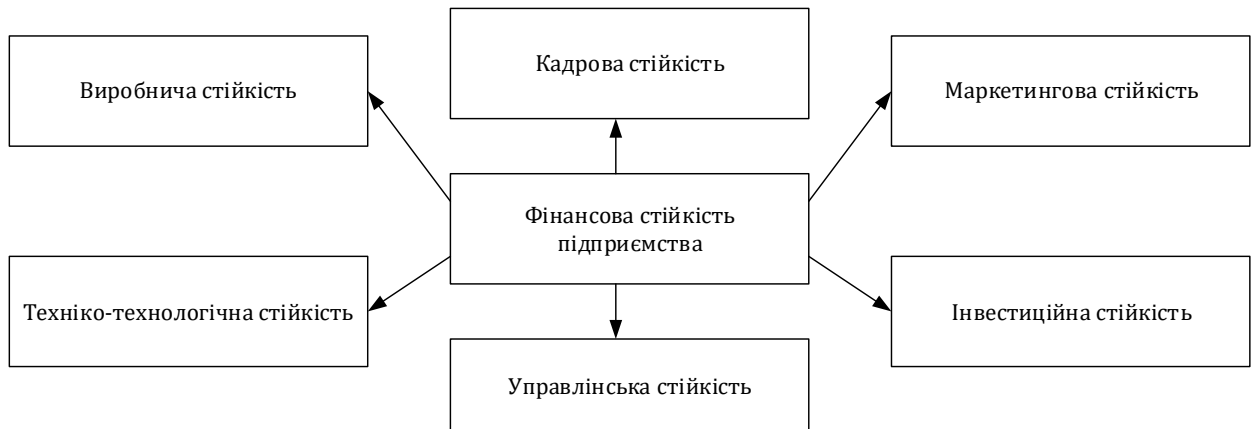 Кадрова стійкість
Виробнича стійкість
Маркетингова стійкість
Фінансова стійкість
підприємства
Техніко-технологічна стійкість
Інвестиційна стійкість
Управлінська стійкість